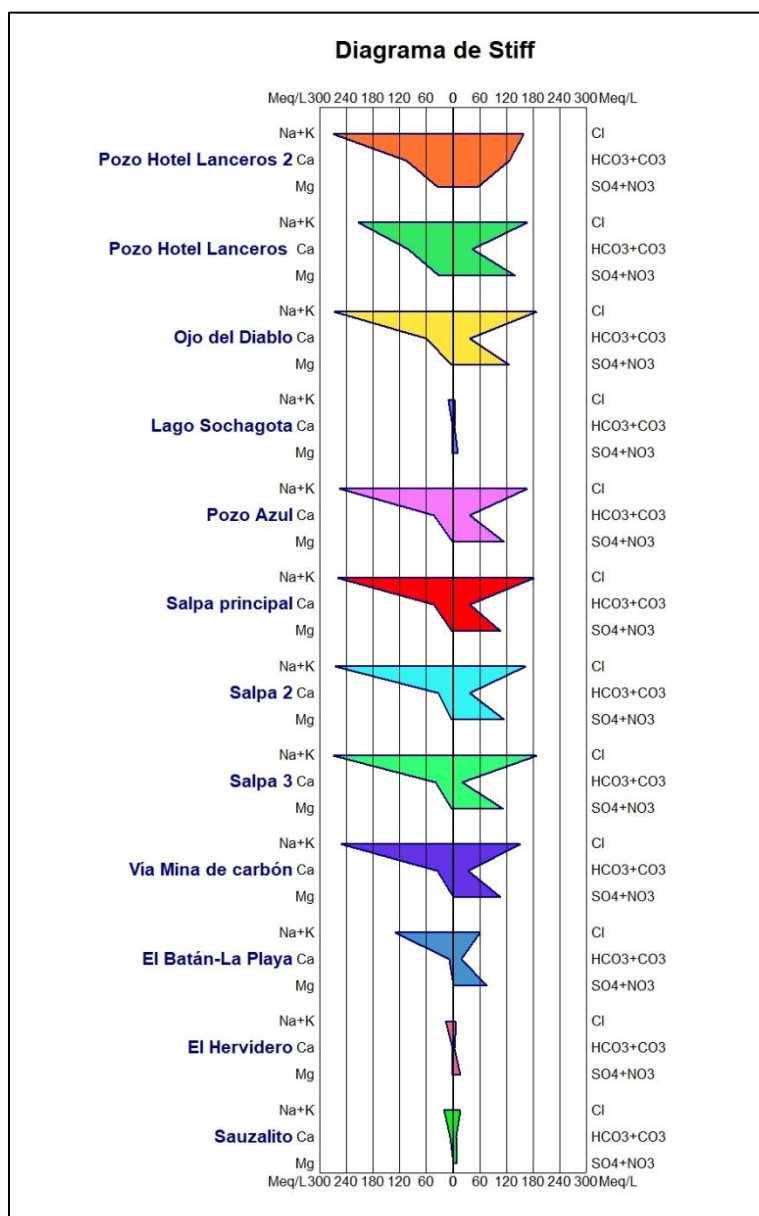 Diagrama de Stiff
Meq/L 300 240 180 120 60 0 60 120 180 240 300 Meq/L
Na+K Cl
Pozo Hotel Lanceros 2 Ca HCO3+CO3
Mg SO4+NO3
Na+K Cl
Pozo Hotel Lanceros Ca HCO3+CO3
Mg SO4+NO3
Na+K Cl
Ojo del Diablo Ca HCO3+CO3
Mg SO4+NO3
Na+K Cl
Lago Sochagota Ca HCO3+CO3
Mg SO4+NO3
Na+K Cl
Pozo Azul Ca HCO3+CO3
Mg SO4+NO3
Na+K Cl
Salpa principal Ca HCO3+CO3
Mg SO4+NO3
Na+K Cl
Salpa 2 Ca HCO3+CO3
Mg SO4+NO3
Na+K Cl
Salpa 3 Ca HCO3+CO3
Mg SO4+NO3
Na+K Cl
Vía Mina de carbón Ca HCO3+CO3
Mg SO4+NO3
Na+K Cl
El Batán-La Playa Ca HCO3+CO3
Mg SO4+NO3
Na+K Cl
El Hervidero Ca HCO3+CO3
Mg SO4+NO3
Na+K Cl
Sauzalito Ca HCO3+CO3
Mg SO4+NO3
Meq/L 300 240 180 120 60 0 60 120 180 240 300 Meq/L